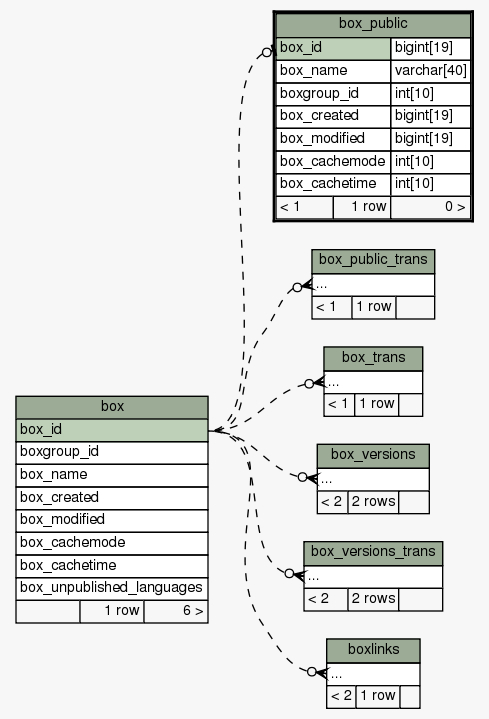 box_public
box_id bigint[19]
box_name varchar[40]
boxgroup_id int[10]
box_created bigint[19]
box_modified bigint[19]
box_cachemode int[10]
box_cachetime int[10]
< 1 1 row 0 >
box_public_trans
...
< 1 1 row
box_trans
...
< 1 1 row
box
box_id
boxgroup_id
box_name
box_created
box_modified
box_cachemode
box_cachetime
box_unpublished_languages
1 row 6 >
box_versions
...
< 2 2 rows
box_versions_trans
...
< 2 2 rows
boxlinks
...
< 2 1 row